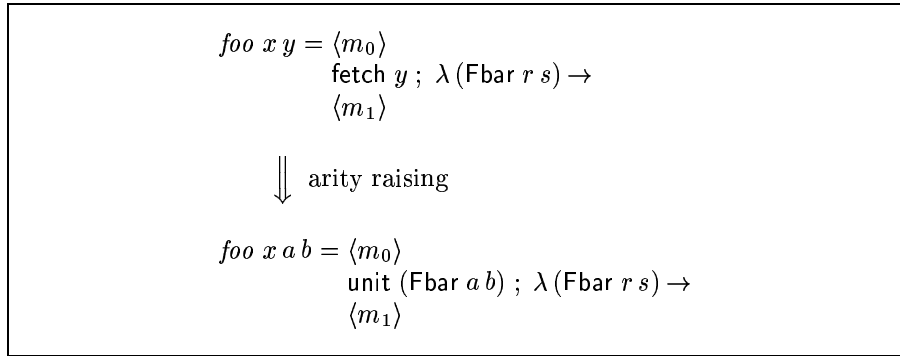 foo x y = ⟨m₀⟩
fetch y ; λ (Fbar r s) →
⟨m₁⟩
⇓ arity raising
foo x a b = ⟨m₀⟩
unit (Fbar a b) ; λ (Fbar r s) →
⟨m₁⟩